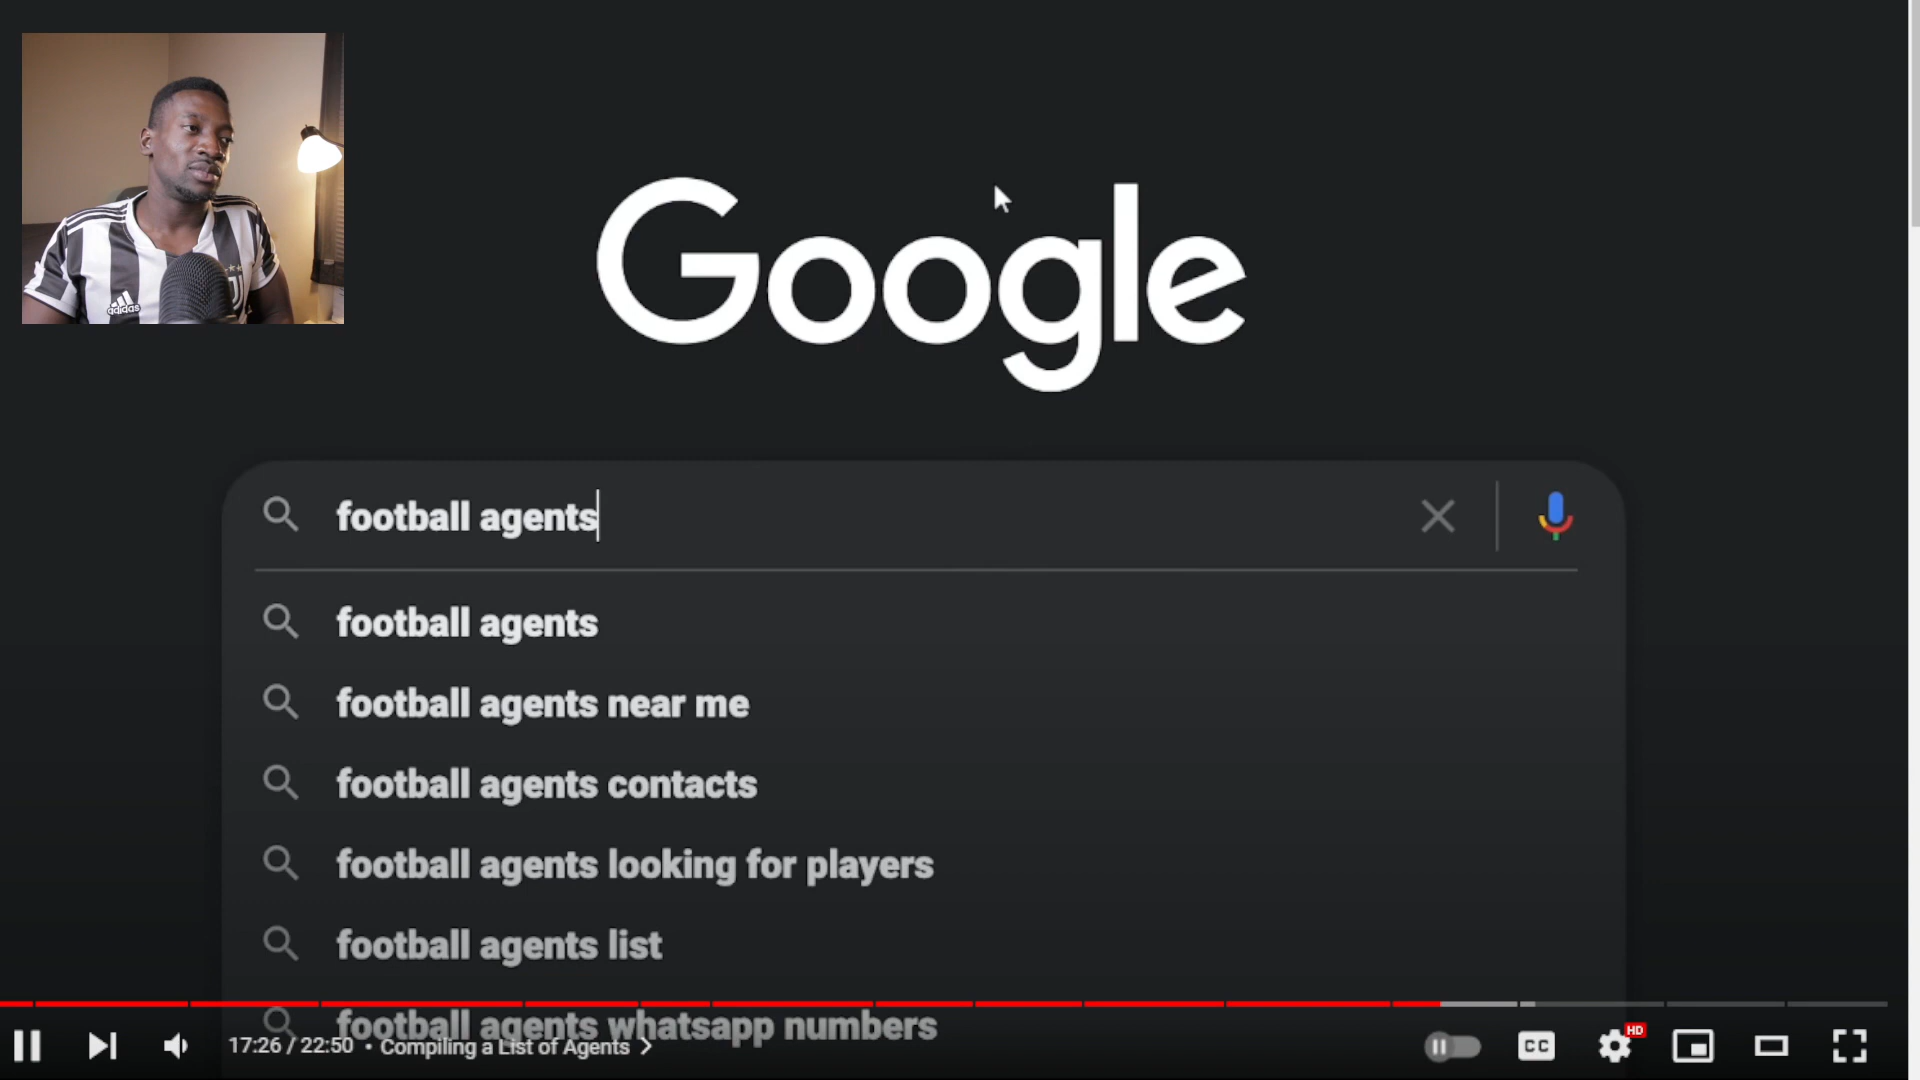 Google
adidas
football agents
football agents
football agents near me
football agents contacts
football agents looking for players
football agents list
football agents whatsapp numbers
17:26 / 22:50 • Compiling a List of Agents >
CC
HD